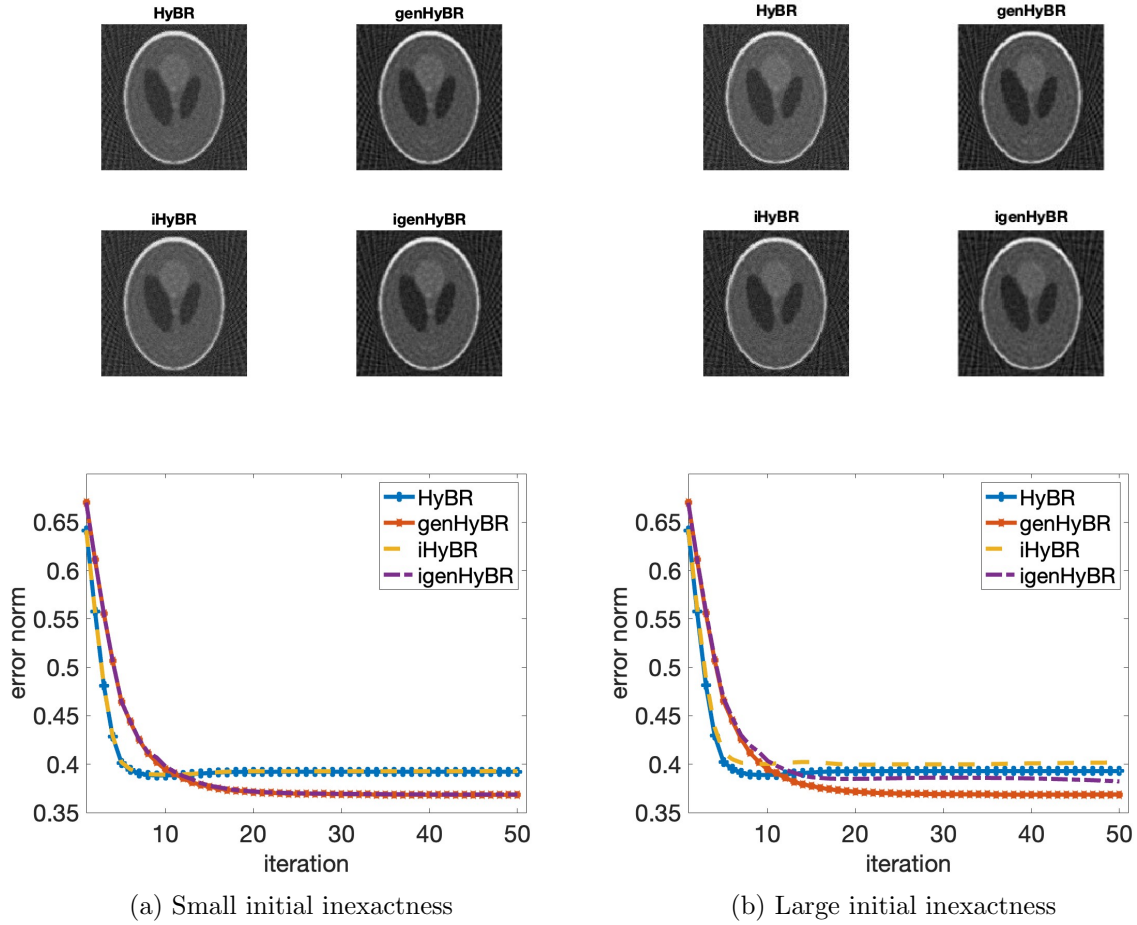 HyBR genHyBR HyBR genHyBR
iHyBR igenHyBR iHyBR igenHyBR
0.65
0.6
0.55
0.5
0.45
0.4
0.35
error norm
10 20 30 40 50
iteration
HyBR
genHyBR
iHyBR
igenHyBR
0.65
0.6
0.55
0.5
0.45
0.4
0.35
error norm
10 20 30 40 50
iteration
HyBR
genHyBR
iHyBR
igenHyBR
(a) Small initial inexactness
(b) Large initial inexactness